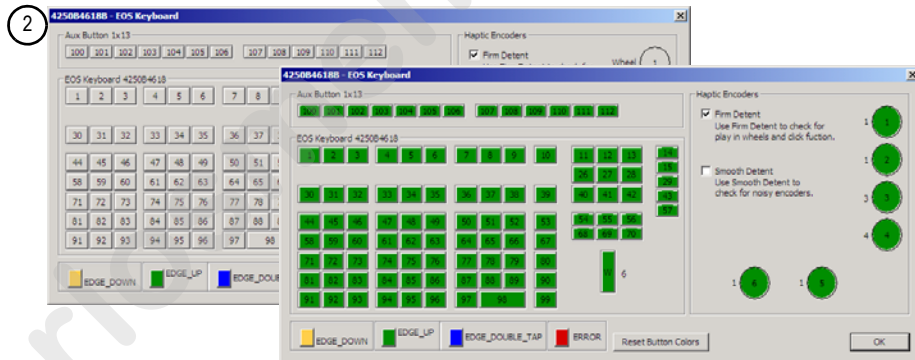 2
4250B4618B - EOS Keyboard
Aux Button 1x13
100 101 102 103 104 105 106 107 108 109 110 111 112
Haptic Encoders
Firm Detent
Wheel 1
EOS Keyboard 4250B4618
1 2 3 4 5 6 7 8
30 31 32 33 34 35 36 37
44 45 46 47 48 49 50 51
58 59 60 61 62 63 64 65
71 72 73 74 75 76 77 78
81 82 83 84 85 86 87 88
91 92 93 94 95 96 97 98
EDGE_DOWN EDGE_UP
4250B4618B - EOS Keyboard
Aux Button 1x13
100 101 102 103 104 105 106 107 108 109 110 111 112
EOS Keyboard 4250B4618
1 2 3 4 5 6 7 8 9 10 11 12 13 14
15
26 27 28 29
30 31 32 33 34 35 36 37 38 39 40 41 42 43
57
44 45 46 47 48 49 50 51 52 53 54 55 56
58 59 60 61 62 63 64 65 66 67 68 69 70
71 72 73 74 75 76 77 78 79 80
81 82 83 84 85 86 87 88 89 90
W 6
91 92 93 94 95 96 97 98 99
EDGE_DOWN EDGE_UP EDGE_DOUBLE_TAP ERROR Reset Button Colors
Haptic Encoders
Firm Detent
Use Firm Detent to check for
play in wheels and click fuction.
Smooth Detent
Use Smooth Detent to
check for noisy encoders.
1 1
1 2
3 3
4 4
1 6 1 5
OK